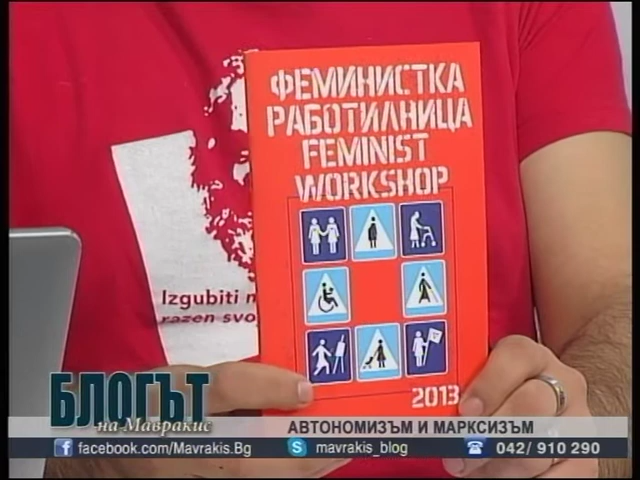 ФЕМИНИСТКА
РАБОТИЛНИЦА
FEMINIST
WORKSHOP
2013
Izgubiti
razen svo
БЛОГЪТ
на Мавракис
АВТОНОМИЗЪМ И МАРКСИЗЪМ
facebook.com/Mavrakis.Bg
mavrakis_blog
042/ 910 290